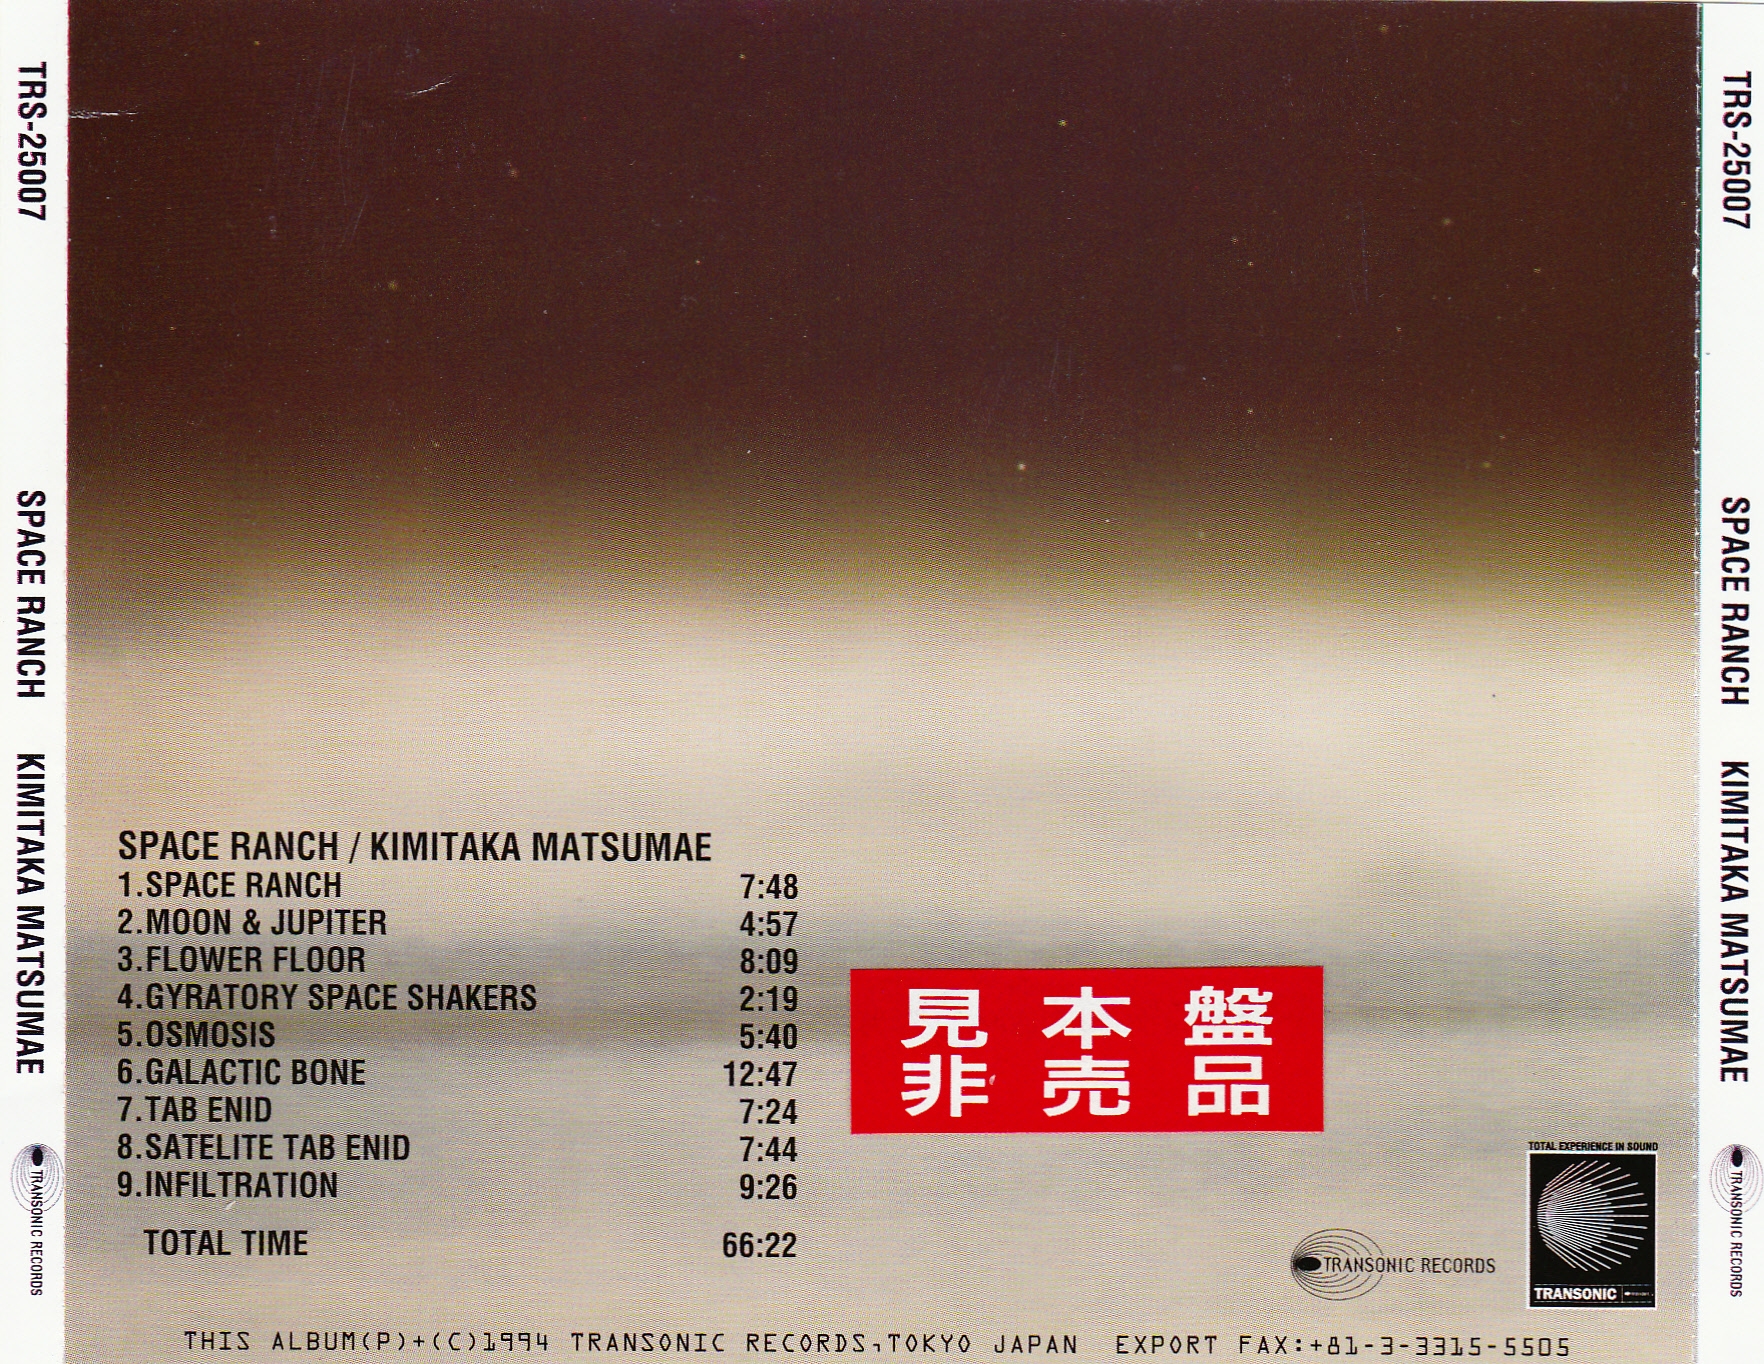 TRS-25007
SPACE RANCH
KIMITAKA MATSUMAE
TRANSONIC RECORDS
SPACE RANCH / KIMITAKA MATSUMAE
1.SPACE RANCH 7:48
2.MOON & JUPITER 4:57
3.FLOWER FLOOR 8:09
4.GYRATORY SPACE SHAKERS 2:19
5.OSMOSIS 5:40
6.GALACTIC BONE 12:47
7.TAB ENID 7:24
8.SATELITE TAB ENID 7:44
9.INFILTRATION 9:26
TOTAL TIME 66:22
見本盤
非売品
TRANSONIC RECORDS
TOTAL EXPERIENCE IN SOUND
TRANSONIC
THIS ALBUM(P)+(C)1994 TRANSONIC RECORDS,TOKYO JAPAN EXPORT FAX:+81-3-3315-5505
TRS-25007
SPACE RANCH
KIMITAKA MATSUMAE
TRANSONIC RECORDS